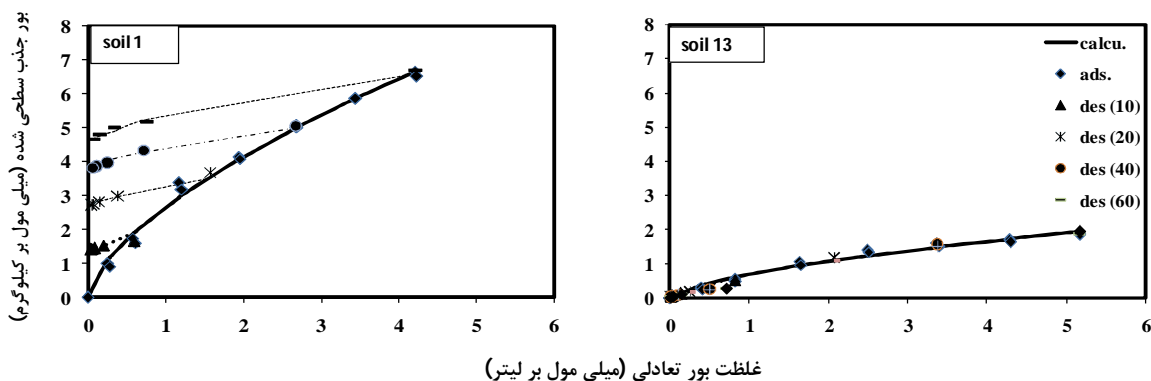 بور جذب سطحی شده (میلی مول بر کیلوگرم)
soil 1
8
7
6
5
4
3
2
1
0
0 1 2 3 4 5 6
soil 13
8
7
6
5
4
3
2
1
0
0 1 2 3 4 5 6
calcu.
ads.
des (10)
des (20)
des (40)
des (60)
غلظت بور تعادلی (میلی مول بر لیتر)